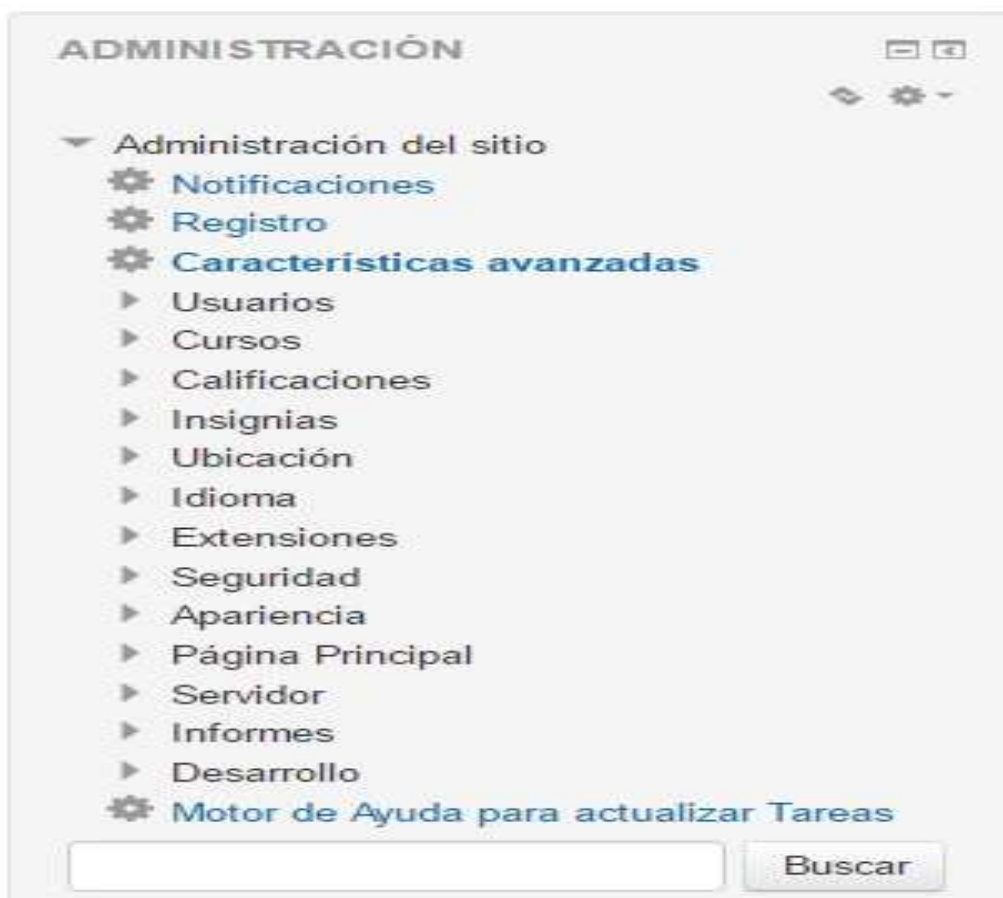 ADMINISTRACIÓN
Administración del sitio
Notificaciones
Registro
Características avanzadas
Usuarios
Cursos
Calificaciones
Insignias
Ubicación
Idioma
Extensiones
Seguridad
Apariencia
Página Principal
Servidor
Informes
Desarrollo
Motor de Ayuda para actualizar Tareas
Buscar